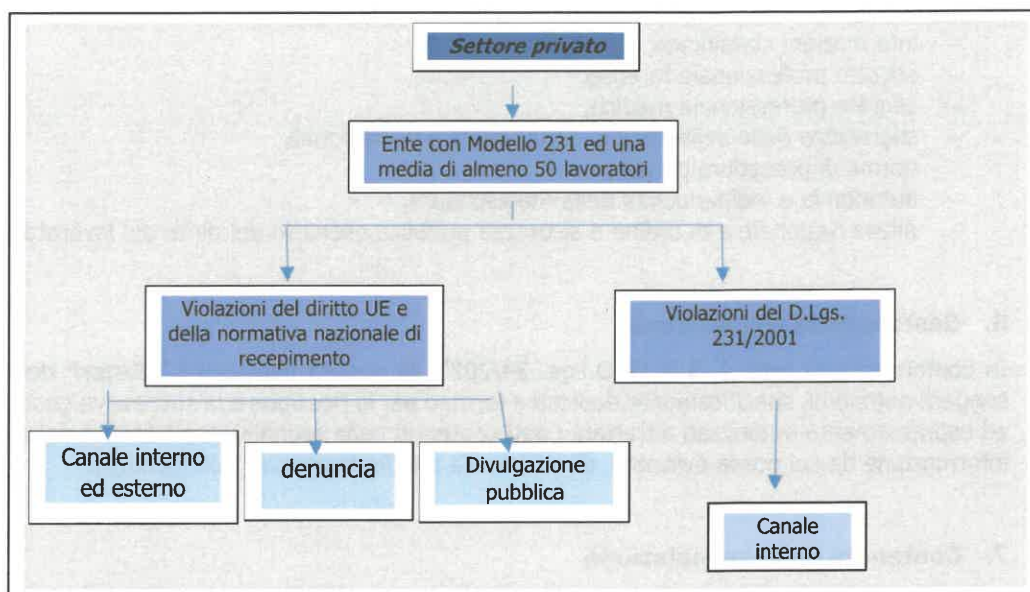 Settore privato
Ente con Modello 231 ed una
media di almeno 50 lavoratori
Violazioni del diritto UE e
della normativa nazionale di
recepimento
Violazioni del D.Lgs.
231/2001
Canale interno
ed esterno
denuncia
Divulgazione
pubblica
Canale
interno